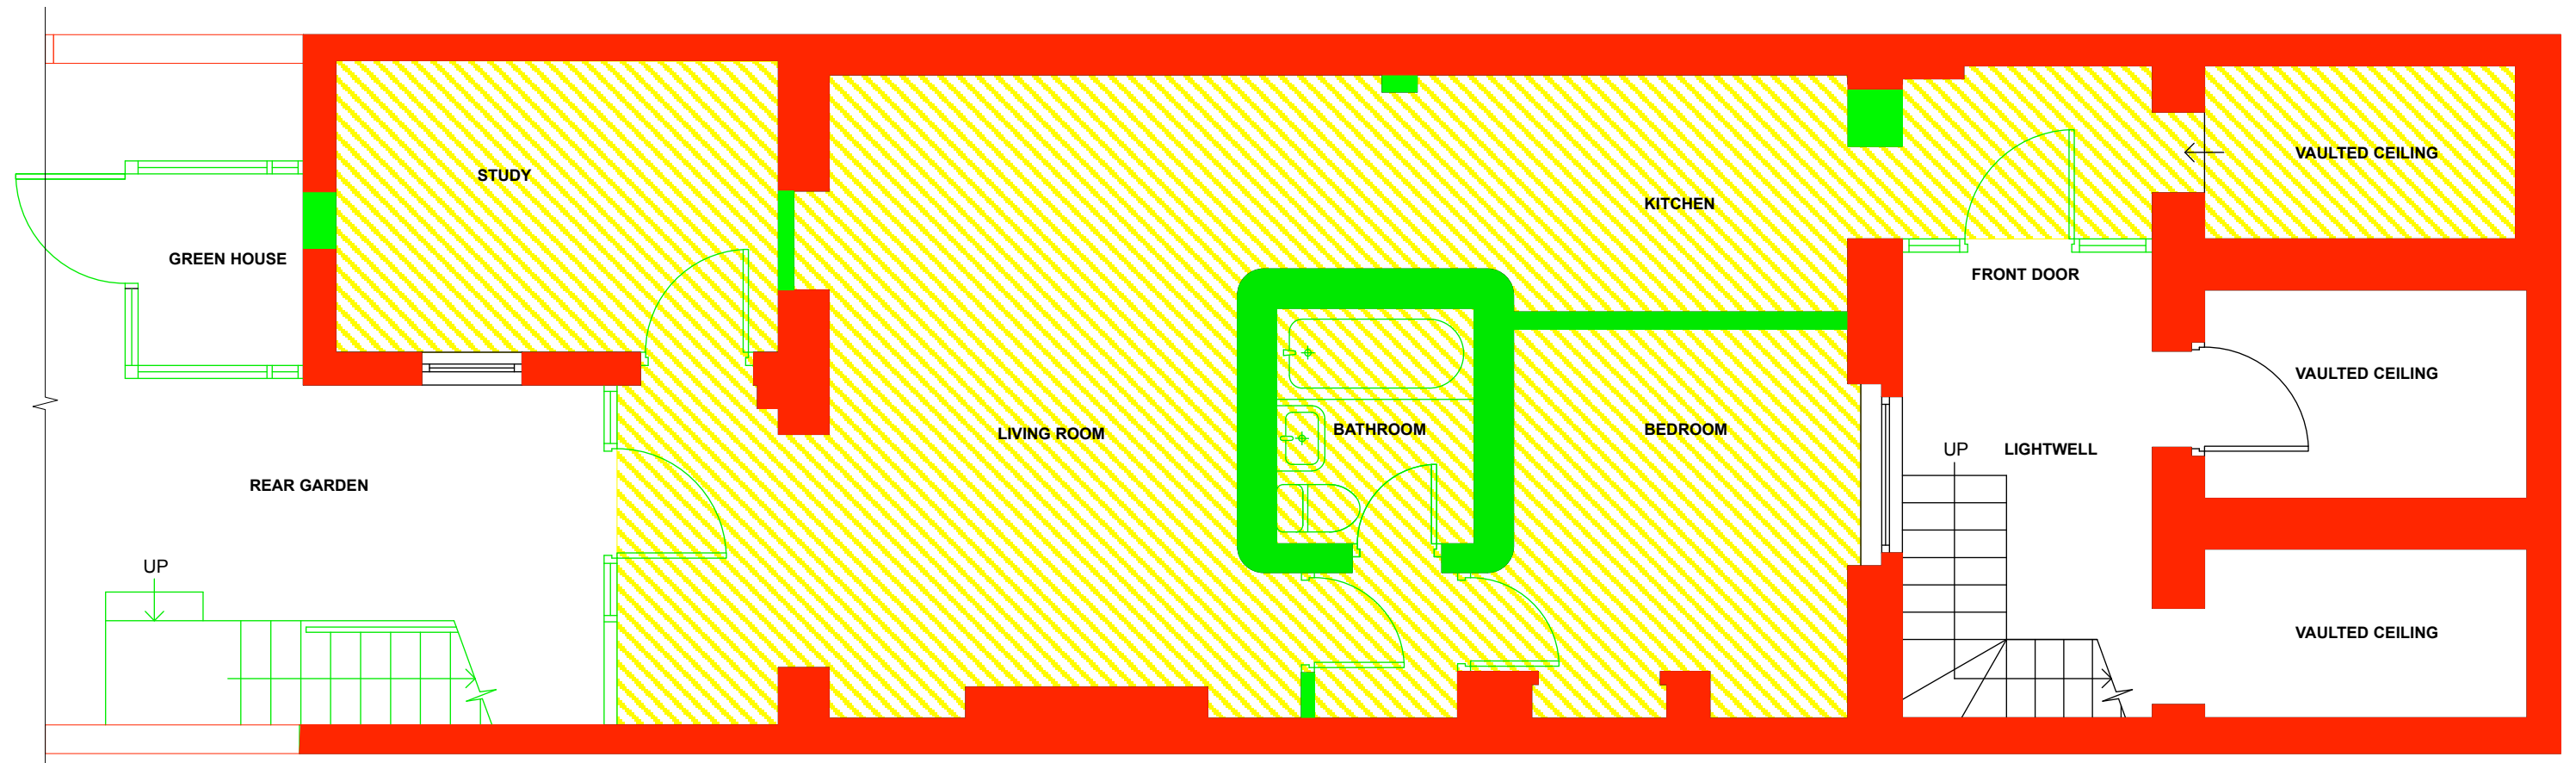 VAULTED CEILING
STUDY
KITCHEN
GREEN HOUSE
FRONT DOOR
VAULTED CEILING
LIVING ROOM
BATHROOM
BEDROOM
UP
LIGHTWELL
REAR GARDEN
UP
VAULTED CEILING